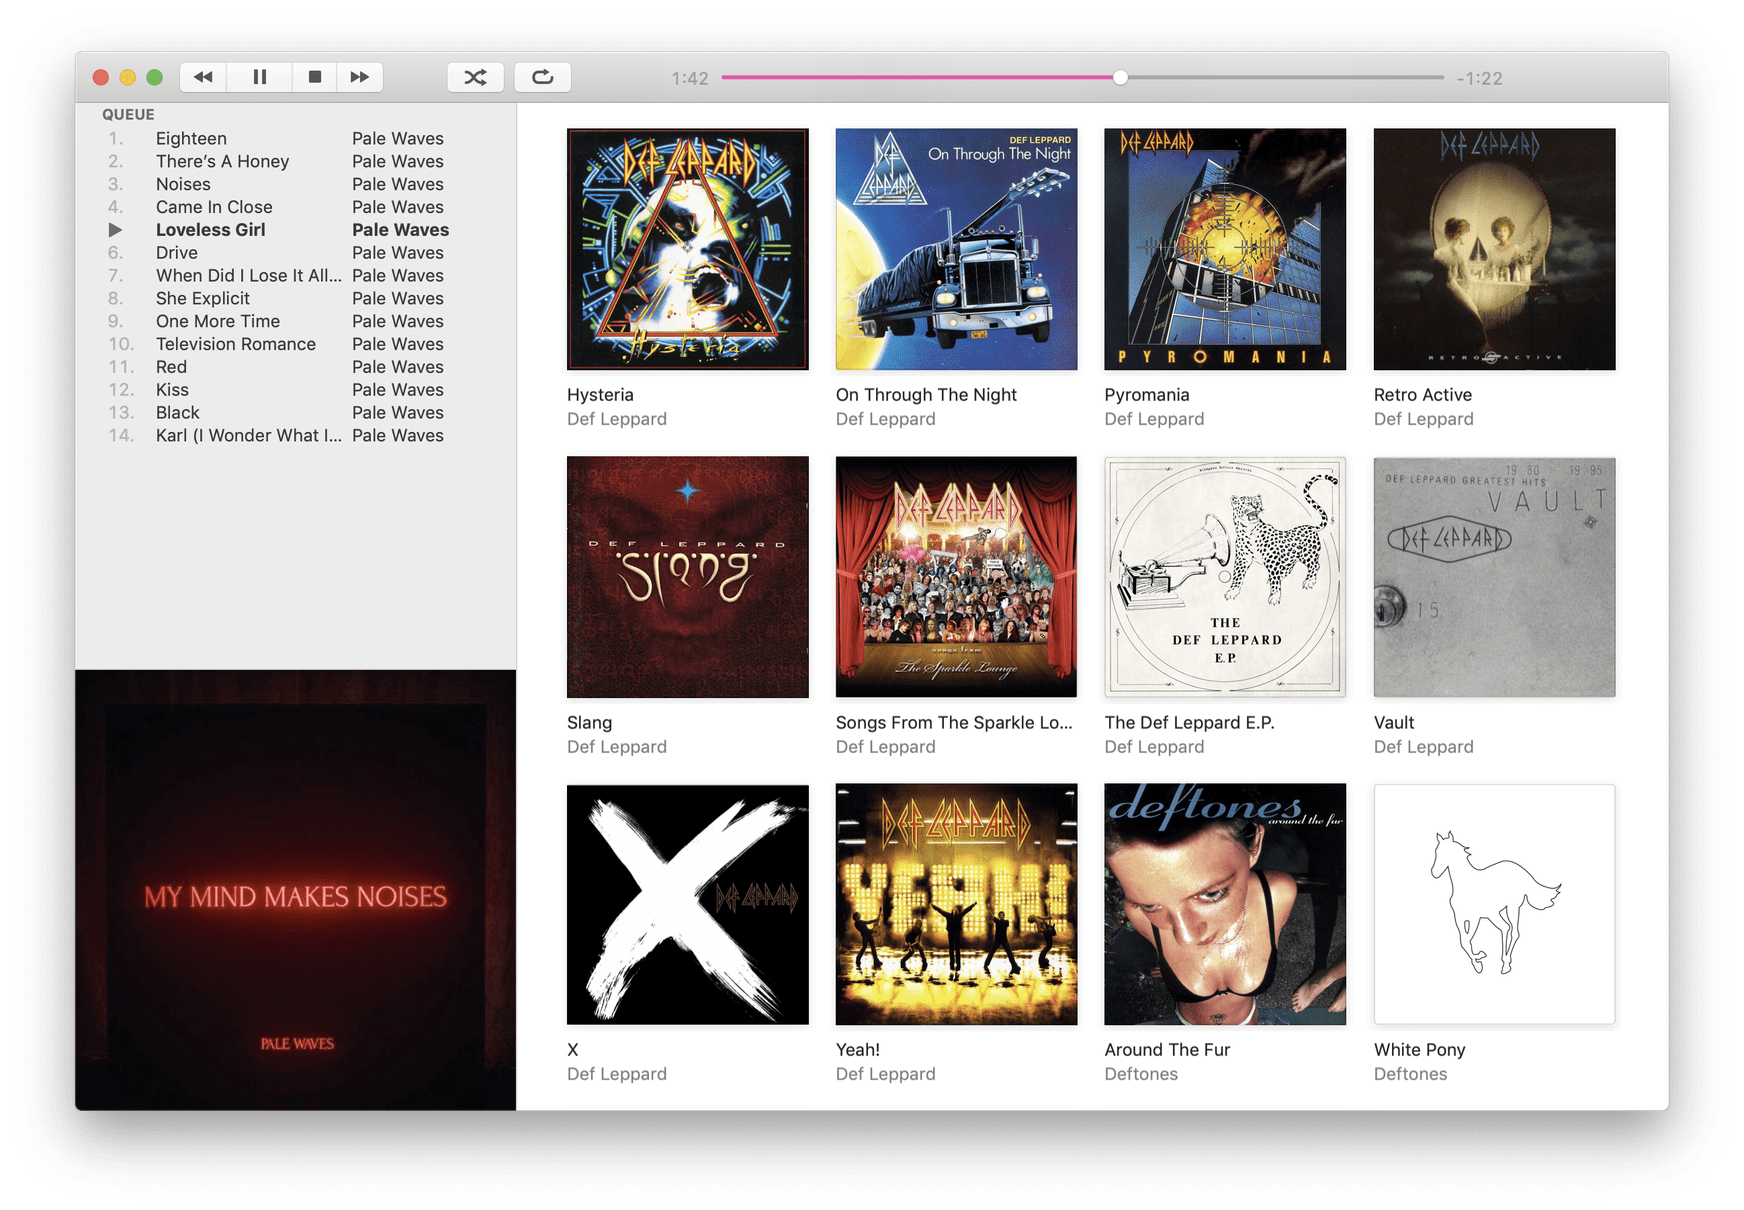 1:42
-1:22
QUEUE
1. Eighteen Pale Waves
2. There’s A Honey Pale Waves
3. Noises Pale Waves
4. Came In Close Pale Waves
Loveless Girl Pale Waves
6. Drive Pale Waves
7. When Did I Lose It All... Pale Waves
8. She Explicit Pale Waves
9. One More Time Pale Waves
10. Television Romance Pale Waves
11. Red Pale Waves
12. Kiss Pale Waves
13. Black Pale Waves
14. Karl (I Wonder What I... Pale Waves
MY MIND MAKES NOISES
PALE WAVES
DEF LEPPARD
Hysteria
DEF LEPPARD
On Through The Night
DEF LEPPARD
DEF LEPPARD
PYROMANIA
DEF LEPPARD
RETRO ACTIVE
Hysteria
Def Leppard
On Through The Night
Def Leppard
Pyromania
Def Leppard
Retro Active
Def Leppard
DEF LEPPARD
Slang
DEF LEPPARD
songs from
The Sparkle Lounge
THE
DEF LEPPARD
E.P.
19 80 19 95
DEF LEPPARD GREATEST HITS
VAULT
DEF LEPPARD
15
Slang
Def Leppard
Songs From The Sparkle Lo...
Def Leppard
The Def Leppard E.P.
Def Leppard
Vault
Def Leppard
X
DEF LEPPARD
DEF LEPPARD
YEAH!
deftones
around the fur
X
Def Leppard
Yeah!
Def Leppard
Around The Fur
Deftones
White Pony
Deftones